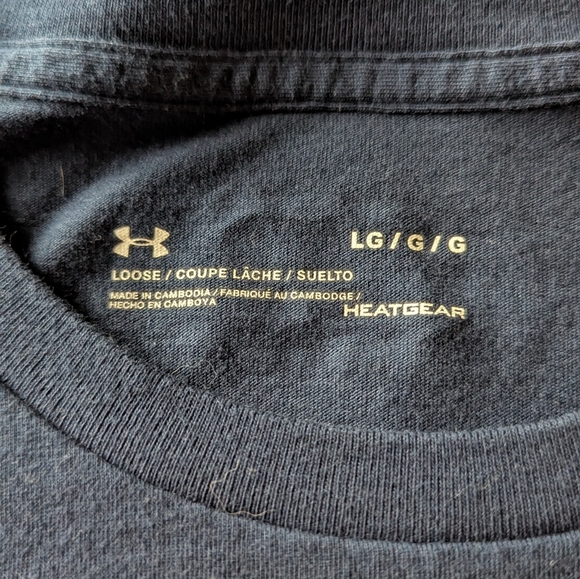 LG / G / G
LOOSE / COUPE LÂCHE / SUELTO
MADE IN CAMBODIA / FABRIQUÉ AU CAMBODGE /
HECHO EN CAMBOYA
HEATGEAR